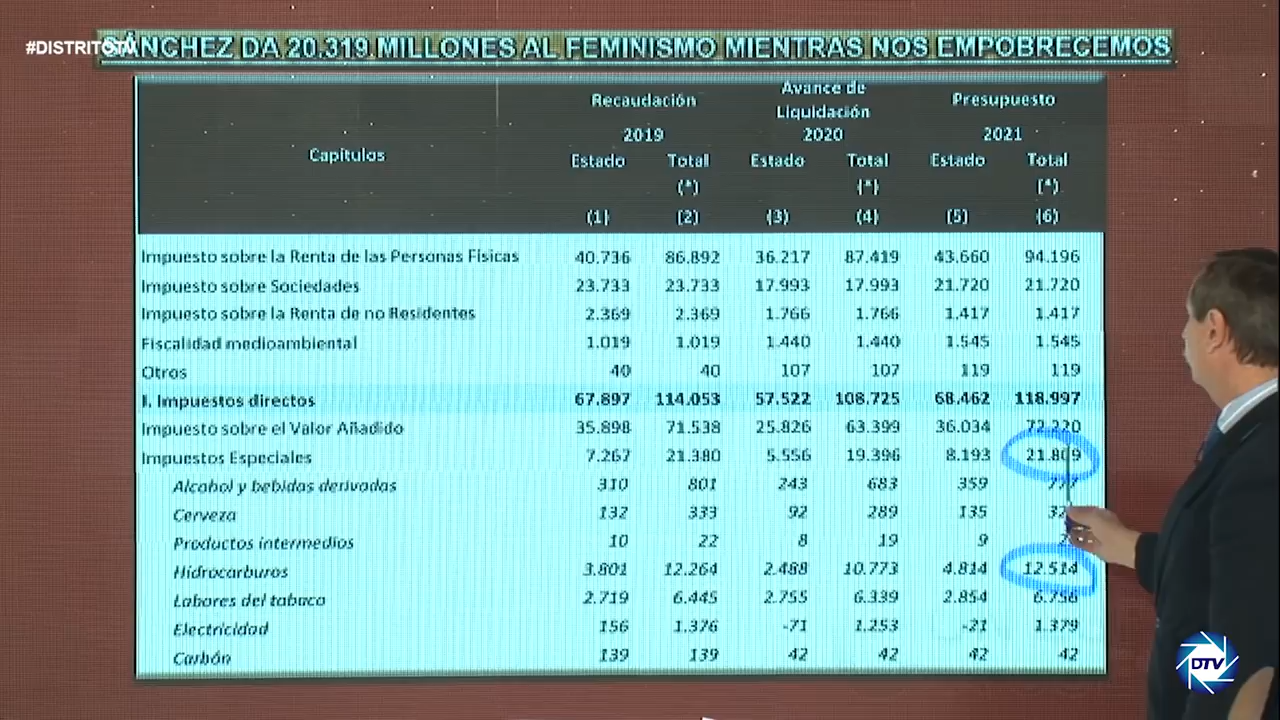 #DISTRITOTV
SÁNCHEZ DA 20.319 MILLONES AL FEMINISMO MIENTRAS NOS EMPOBRECEMOS
Capítulos Recaudación 2019 Avance de Liquidación 2020 Presupuesto 2021
Estado Total Estado Total Estado Total
(*) (*) (*)
(1) (2) (3) (4) (5) (6)
Impuesto sobre la Renta de las Personas Físicas 40.736 86.892 36.217 87.419 43.660 94.196
Impuesto sobre Sociedades 23.733 23.733 17.993 17.993 21.720 21.720
Impuesto sobre la Renta de no Residentes 2.369 2.369 1.766 1.766 1.417 1.417
Fiscalidad medioambiental 1.019 1.019 1.440 1.440 1.545 1.545
Otros 40 40 107 107 119 119
I. Impuestos directos 67.897 114.053 57.522 108.725 68.462 118.997
Impuesto sobre el Valor Añadido 35.898 71.538 25.826 63.399 36.034 72.220
Impuestos Especiales 7.267 21.380 5.556 19.396 8.193 21.809
Alcohol y bebidas derivadas 310 801 243 683 359
Cerveza 132 333 92 289 135
Productos intermedios 10 22 8 19 9
Hidrocarburos 3.801 12.264 2.488 10.773 4.814 12.514
Labores del tabaco 2.719 6.445 2.755 6.339 2.854 6.756
Electricidad 156 1.376 -71 1.253 -21 1.379
Carbón 139 139 42 42 42 42
DTV